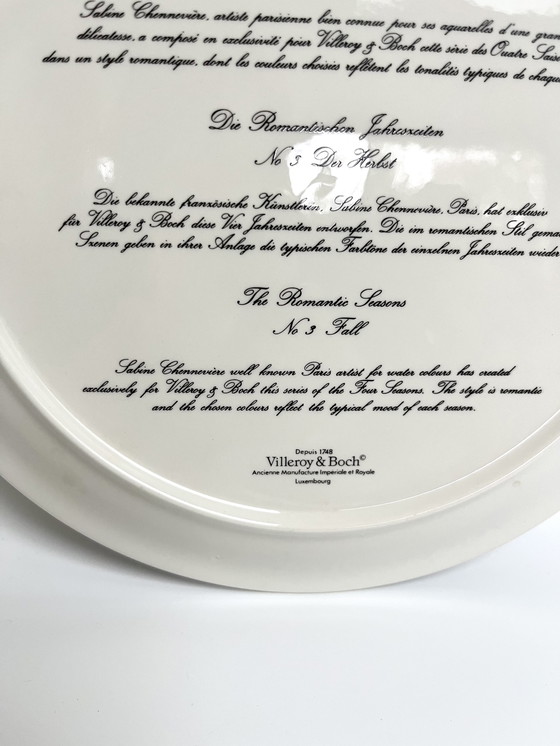 Sabine Chennevière, artiste parisienne bien connue pour ses aquarelles d'une
délicatesse, a composé en exclusivité pour Villeroy & Boch cette série des Quatre
dans un style romantique, dont les couleurs choisies reflètent les tonalités typiques de
Die Romantischen Jahreszeiten
No 3 Der Herbst
Die bekannte französische Künstlerin, Sabine Chennevière, Paris, hat exklusiv
für Villeroy & Boch diese Vier Jahreszeiten entworfen. Die im romantischen Stil
Szenen geben in ihrer Anlage die typischen Farbtöne der einzelnen Jahreszeiten wieder
The Romantic Seasons
No 3 Fall
Sabine Chennevière well known Paris artist for water colours has created
exclusively for Villeroy & Boch this series of the Four Seasons. The style is romantic
and the chosen colours reflect the typical mood of each season.
Depuis 1748
Villeroy & Boch©
Ancienne Manufacture Impériale et Royale
Luxembourg